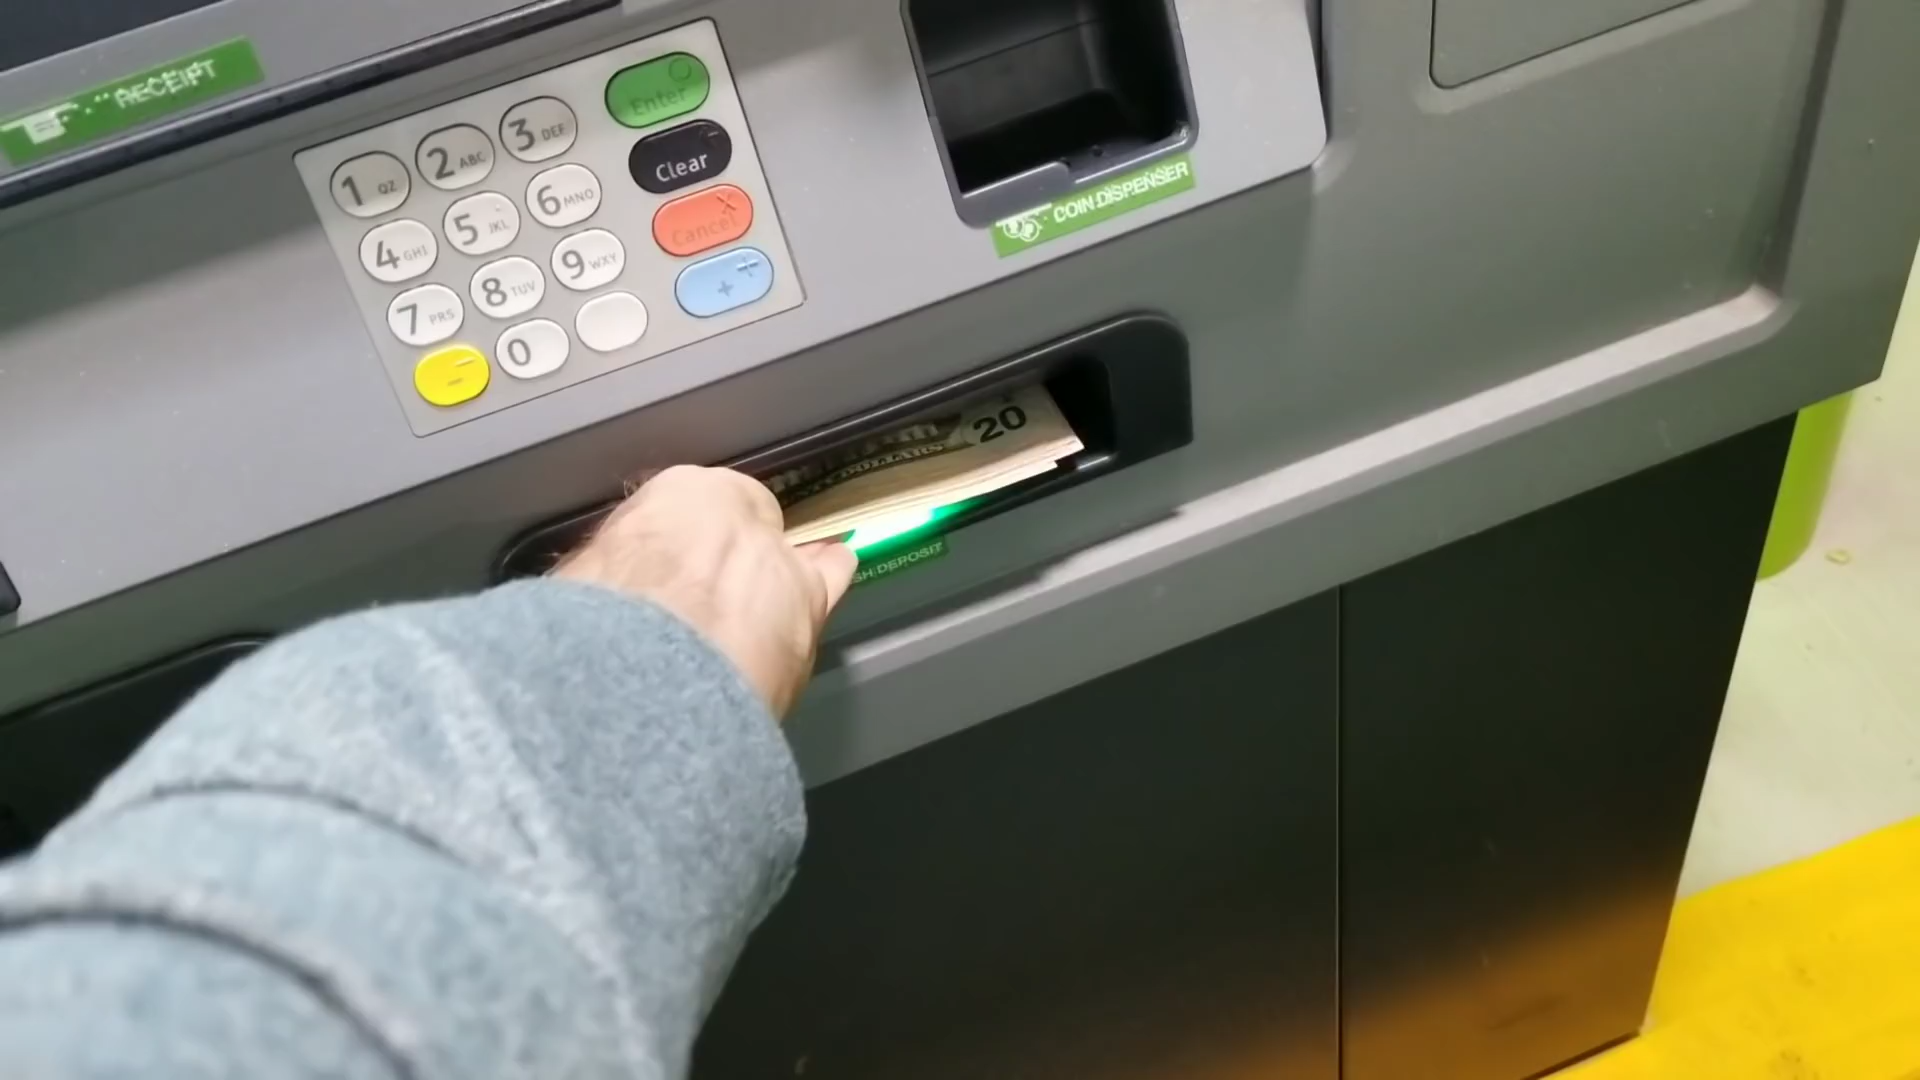 RECEIPT
1 QZ
2 ABC
3 DEF
Enter
4 GHI
5 JKL
6 MNO
Clear
7 PRS
8 TUV
9 WXY
Cancel
0
+
COIN DISPENSER
20
DOLLARS
SH DEPOSIT